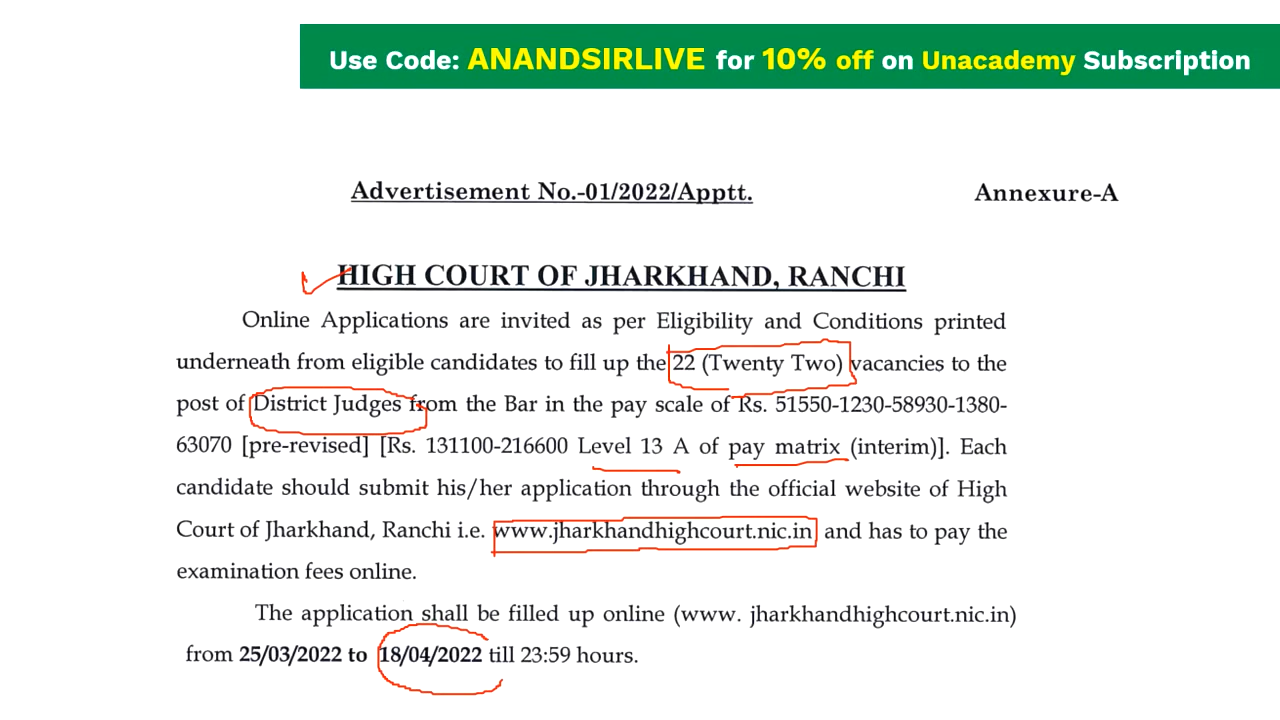 Use Code: ANANDSIRLIVE for 10% off on Unacademy Subscription
Advertisement No.-01/2022/Apptt. Annexure-A
HIGH COURT OF JHARKHAND, RANCHI
Online Applications are invited as per Eligibility and Conditions printed
underneath from eligible candidates to fill up the 22 (Twenty Two) vacancies to the
post of District Judges from the Bar in the pay scale of Rs. 51550-1230-58930-1380-
63070 [pre-revised] [Rs. 131100-216600 Level 13 A of pay matrix (interim)]. Each
candidate should submit his/her application through the official website of High
Court of Jharkhand, Ranchi i.e. www.jharkhandhighcourt.nic.in and has to pay the
examination fees online.
The application shall be filled up online (www. jharkhandhighcourt.nic.in)
from 25/03/2022 to 18/04/2022 till 23:59 hours.